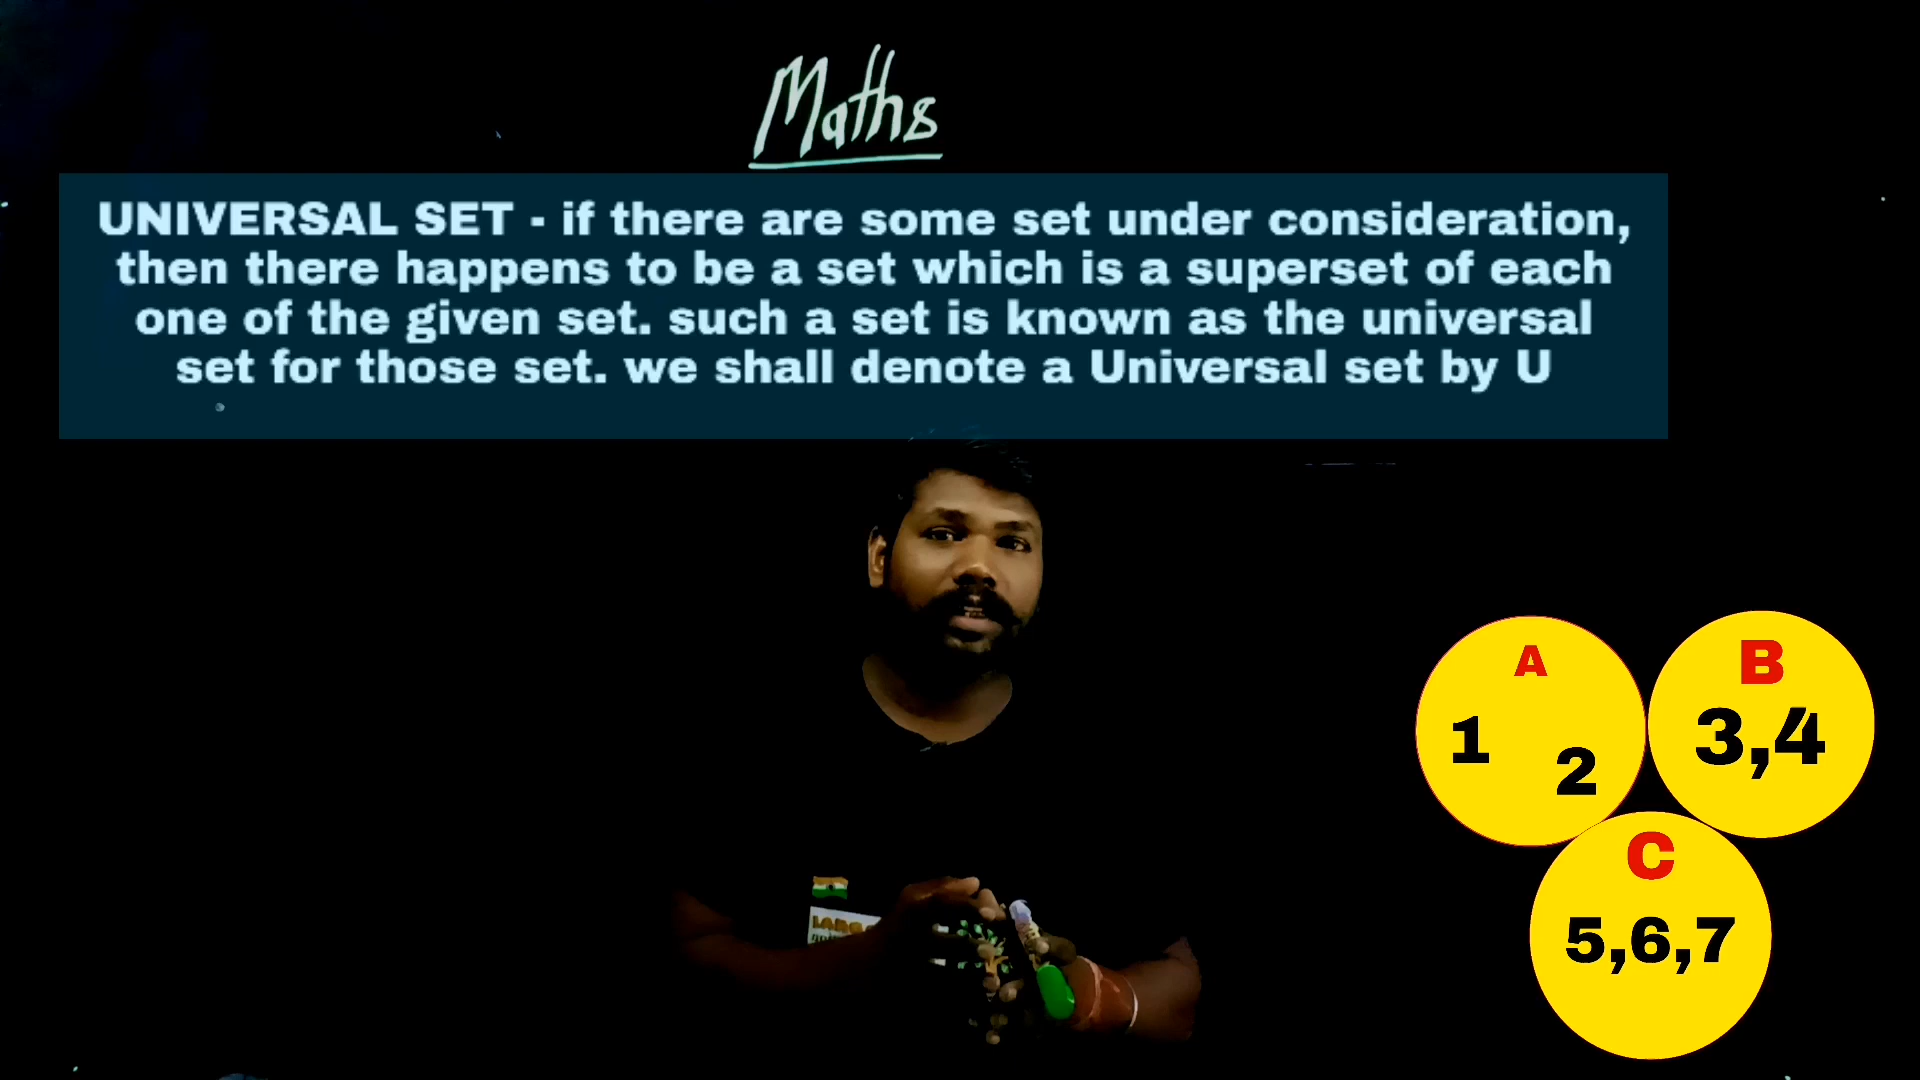 Maths
UNIVERSAL SET - if there are some set under consideration,
then there happens to be a set which is a superset of each
one of the given set. such a set is known as the universal
set for those set. we shall denote a Universal set by U
A
1
2
B
3,4
C
5,6,7